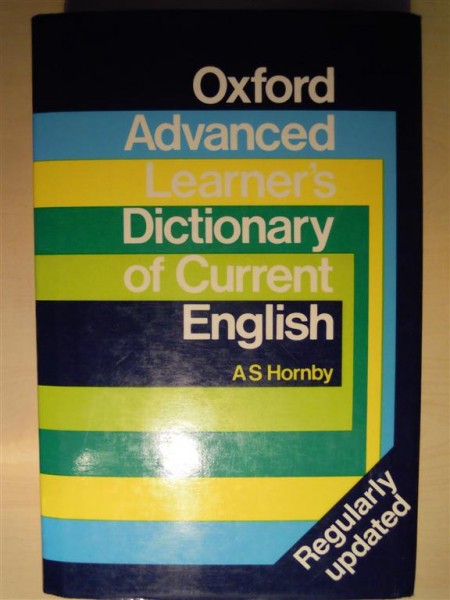 Oxford
Advanced
Learner's
Dictionary
of Current
English
A S Hornby
Regularly
updated